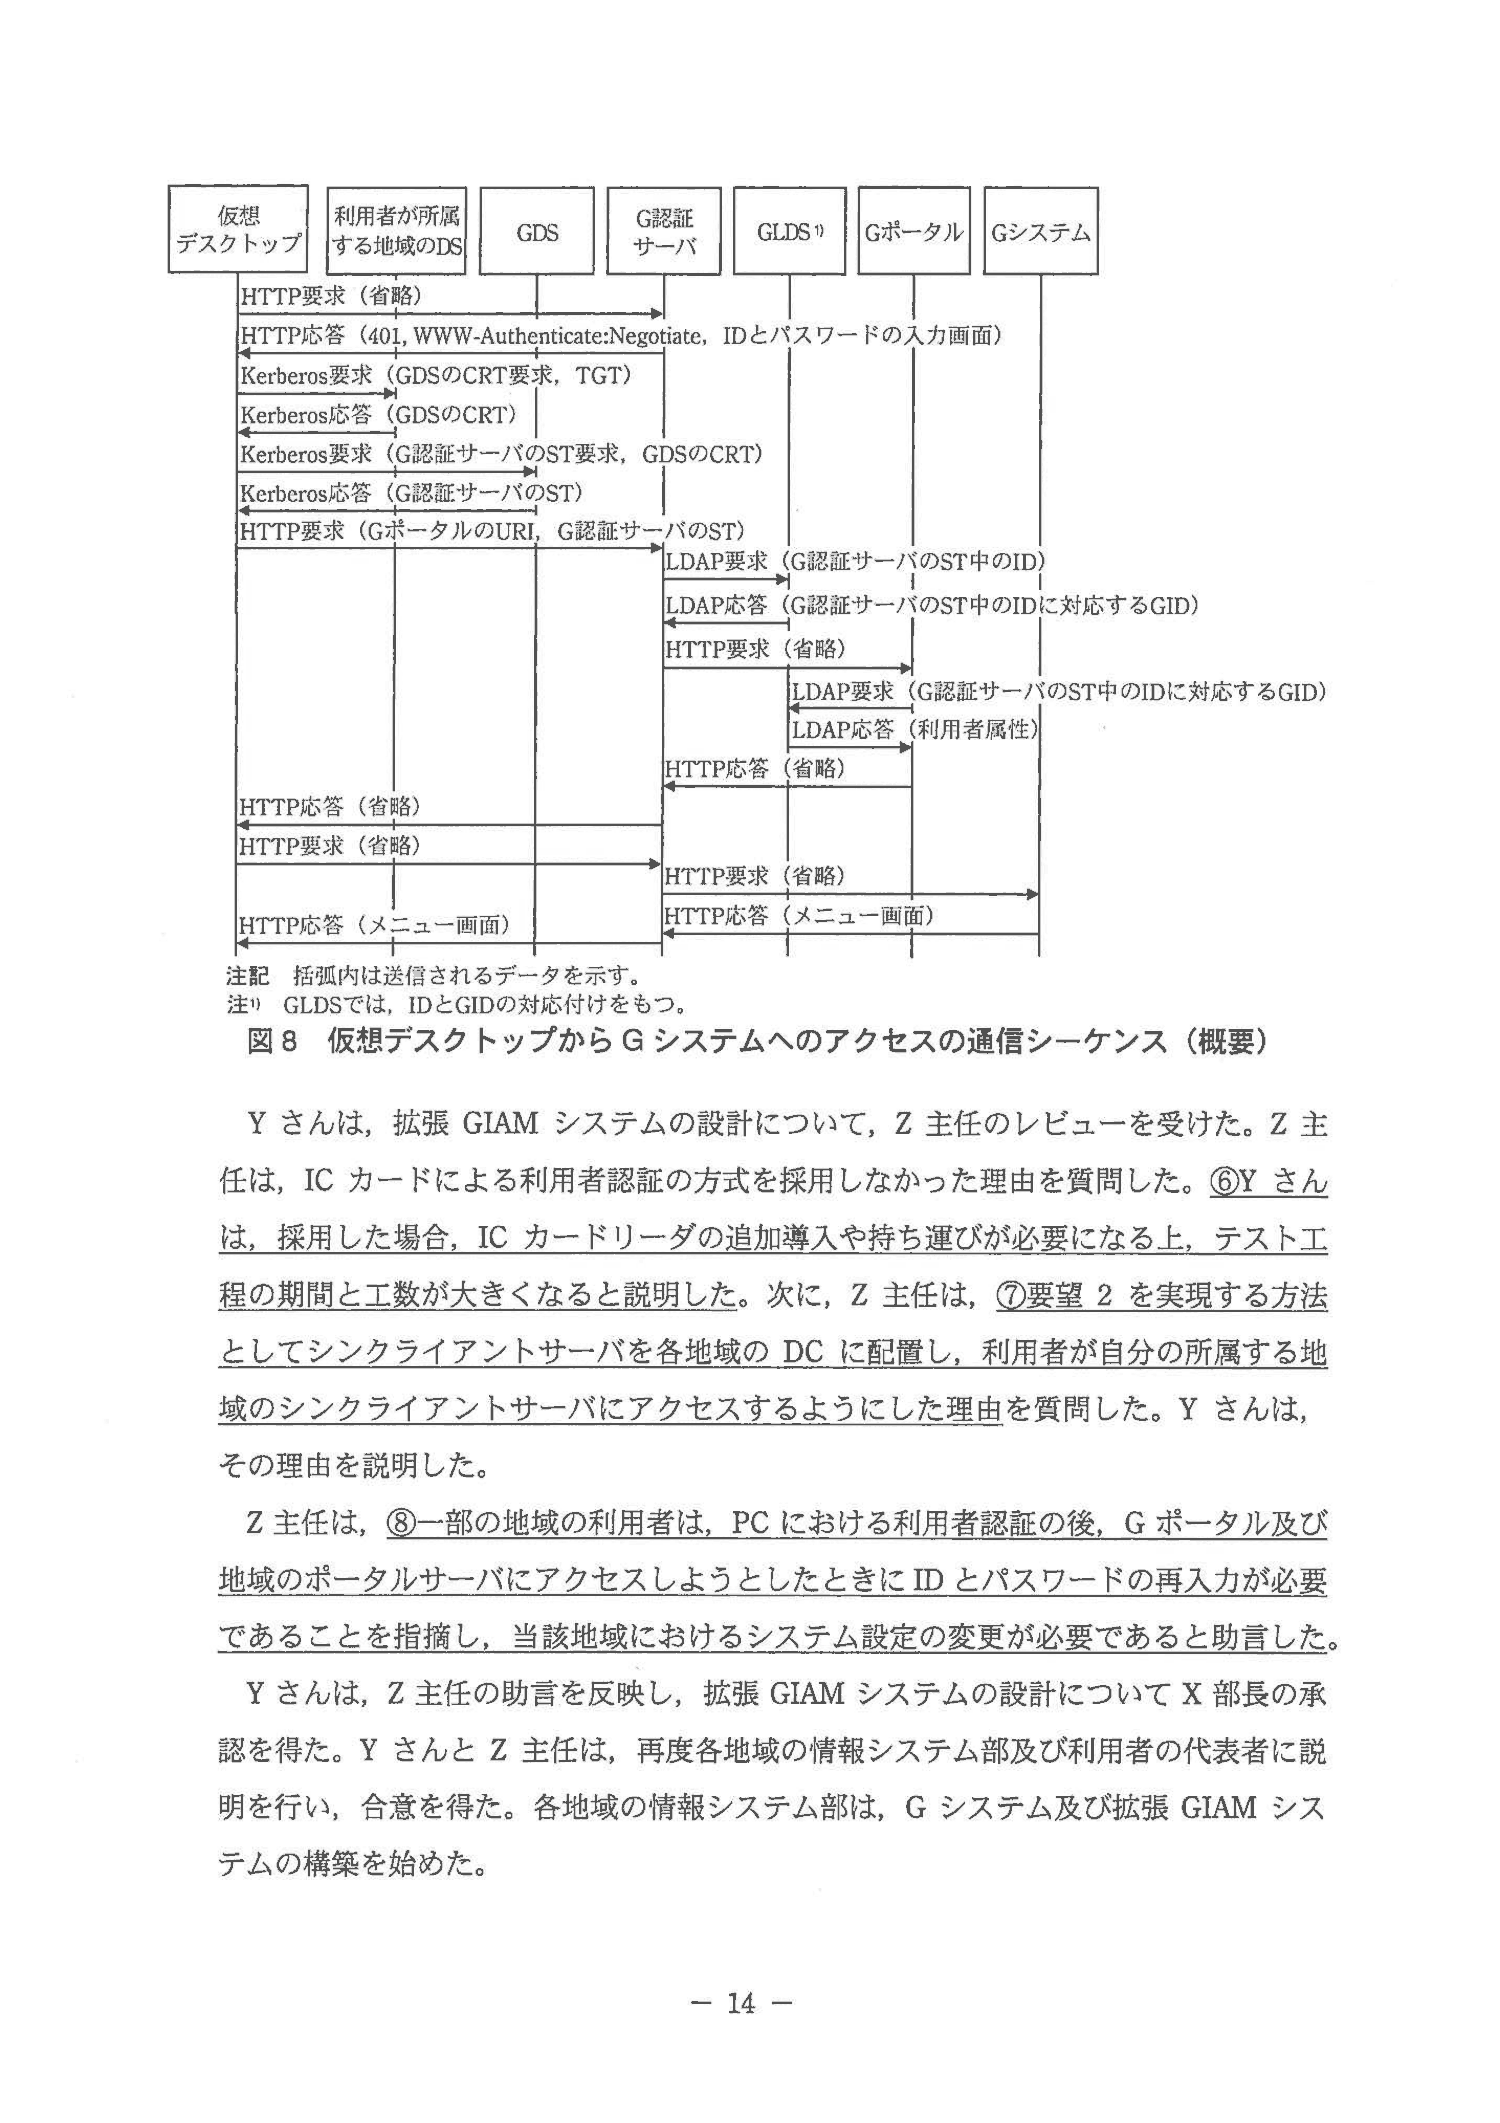 仮想
デスクトップ
利用者が所属
する地域のDS
GDS
G認証
サーバ
GLDS¹⁾
Gポータル
Gシステム
HTTP要求（省略）
HTTP応答（401, WWW-Authenticate:Negotiate，IDとパスワードの入力画面）
Kerberos要求（GDSのCRT要求，TGT）
Kerberos応答（GDSのCRT）
Kerberos要求（G認証サーバのST要求，GDSのCRT）
Kerberos応答（G認証サーバのST）
HTTP要求（GポータルのURI，G認証サーバのST）
LDAP要求（G認証サーバのST中のID）
LDAP応答（G認証サーバのST中のIDに対応するGID）
HTTP要求（省略）
LDAP要求（G認証サーバのST中のIDに対応するGID）
LDAP応答（利用者属性）
HTTP応答（省略）
HTTP応答（省略）
HTTP要求（省略）
HTTP要求（省略）
HTTP応答（メニュー画面）
HTTP応答（メニュー画面）
注記　括弧内は送信されるデータを示す。
注¹⁾　GLDSでは，IDとGIDの対応付けをもつ。
図8　仮想デスクトップからGシステムへのアクセスの通信シーケンス（概要）
Yさんは，拡張 GIAM システムの設計について，Z 主任のレビューを受けた。Z 主
任は，IC カードによる利用者認証の方式を採用しなかった理由を質問した。⑥Y さん
は，採用した場合，IC カードリーダの追加導入や持ち運びが必要になる上，テスト工
程の期間と工数が大きくなると説明した。次に，Z 主任は，⑦要望 2 を実現する方法
としてシンクライアントサーバを各地域の DC に配置し，利用者が自分の所属する地
域のシンクライアントサーバにアクセスするようにした理由を質問した。Y さんは，
その理由を説明した。
Z 主任は，⑧一部の地域の利用者は，PC における利用者認証の後，G ポータル及び
地域のポータルサーバにアクセスしようとしたときに ID とパスワードの再入力が必要
であることを指摘し，当該地域におけるシステム設定の変更が必要であると助言した。
Y さんは，Z 主任の助言を反映し，拡張 GIAM システムの設計について X 部長の承
認を得た。Y さんと Z 主任は，再度各地域の情報システム部及び利用者の代表者に説
明を行い，合意を得た。各地域の情報システム部は，G システム及び拡張 GIAM シス
テムの構築を始めた。
－ 14 －